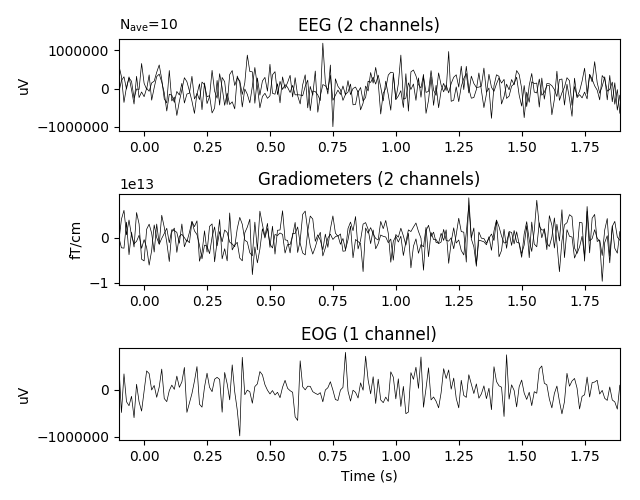 N_ave=10 EEG (2 channels)
1000000
0
−1000000
uV
0.00 0.25 0.50 0.75 1.00 1.25 1.50 1.75
1e13 Gradiometers (2 channels)
0
−1
fT/cm
0.00 0.25 0.50 0.75 1.00 1.25 1.50 1.75
EOG (1 channel)
0
−1000000
uV
0.00 0.25 0.50 0.75 1.00 1.25 1.50 1.75
Time (s)